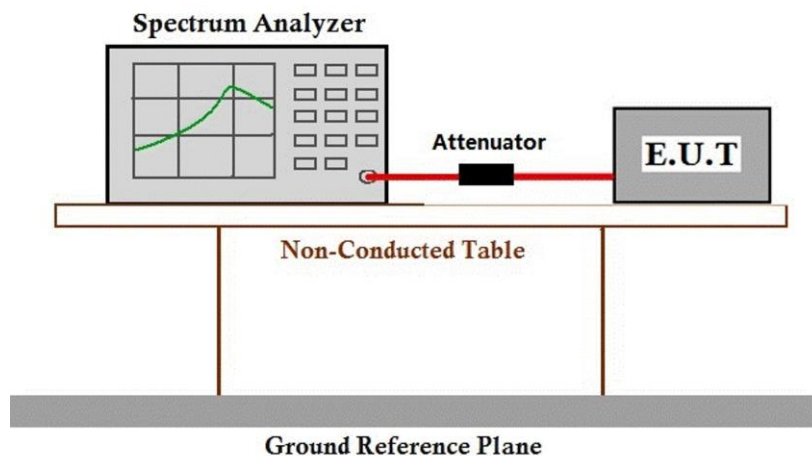 Spectrum Analyzer
Attenuator
E.U.T
Non-Conducted Table
Ground Reference Plane